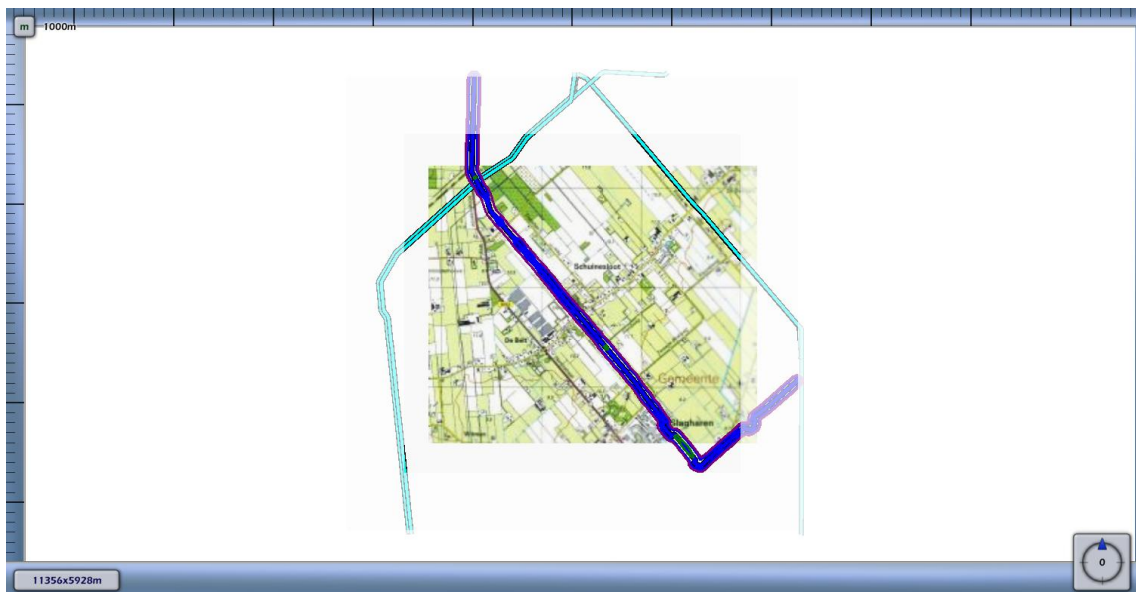 m 1000m
Schuinesloot
De Belt
Gemeente
Slagharen
11356x5928m
0